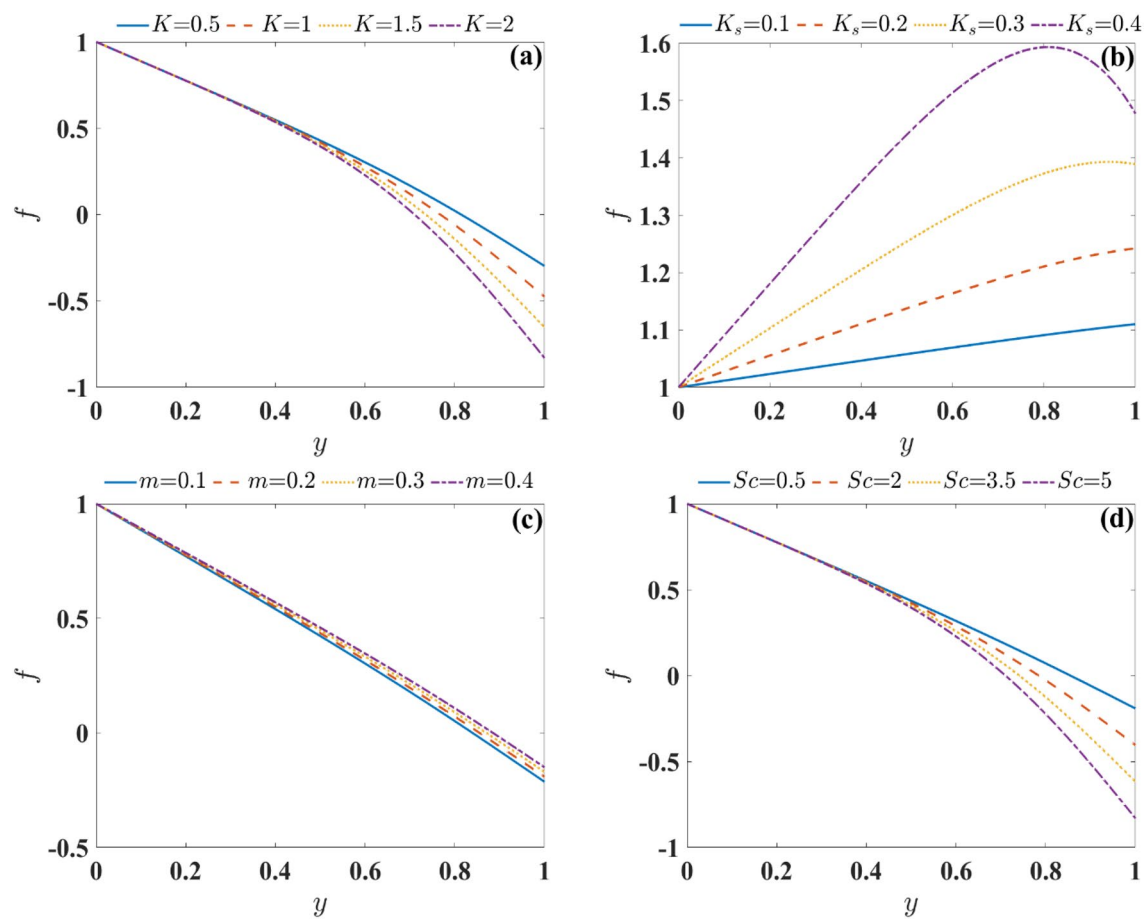 K=0.5 K=1 K=1.5 K=2
(a)
1
0.5
0
-0.5
-1
f
0 0.2 0.4 0.6 0.8 1
y
Ks=0.1 Ks=0.2 Ks=0.3 Ks=0.4
(b)
1.6
1.5
1.4
1.3
1.2
1.1
1
f
0 0.2 0.4 0.6 0.8 1
y
m=0.1 m=0.2 m=0.3 m=0.4
(c)
1
0.5
0
-0.5
f
0 0.2 0.4 0.6 0.8 1
y
Sc=0.5 Sc=2 Sc=3.5 Sc=5
(d)
1
0.5
0
-0.5
-1
f
0 0.2 0.4 0.6 0.8 1
y